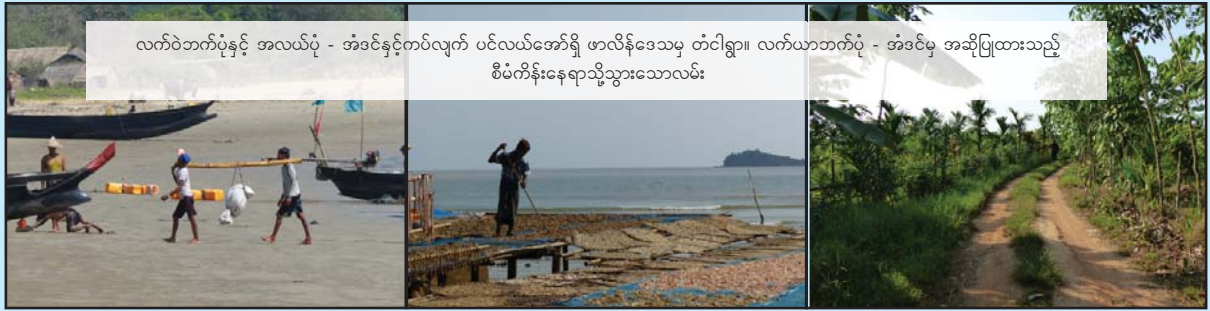 လက်ဝဲဘက်ပုံနှင့် အလယ်ပုံ - အံဒင်နှင့်ကပ်လျက် ပင်လယ်အော်ရှိ ဖာလိန်ဒေသမှ တံငါရွာ။ လက်ယာဘက်ပုံ - အံဒင်မှ အဆိုပြုထားသည့်
စီမံကိန်းနေရာသို့သွားသောလမ်း